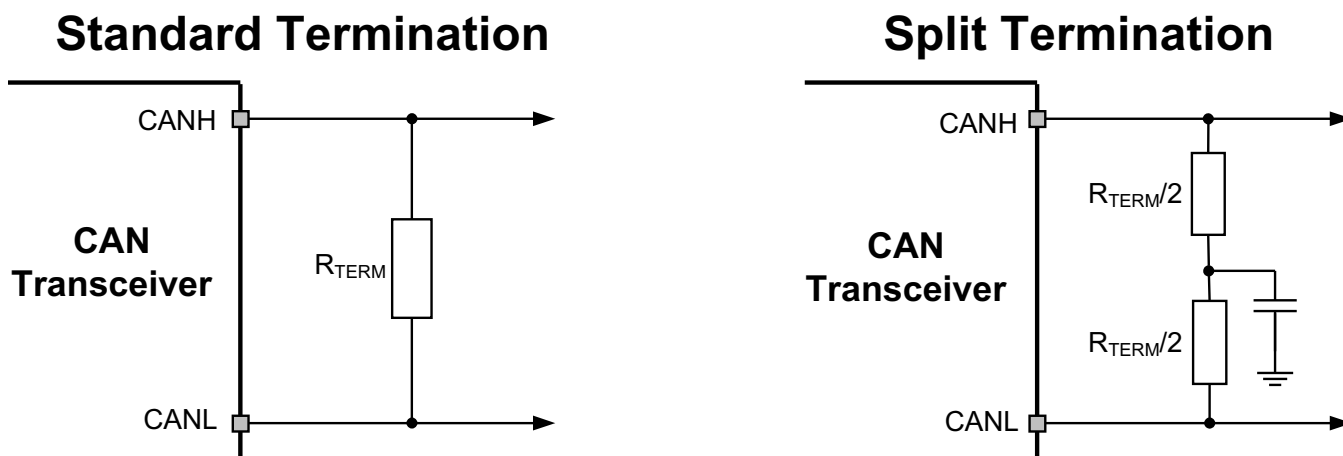 Standard Termination
CANH
CAN
Transceiver
RTERM
CANL
Split Termination
CANH
RTERM/2
CAN
Transceiver
RTERM/2
CANL